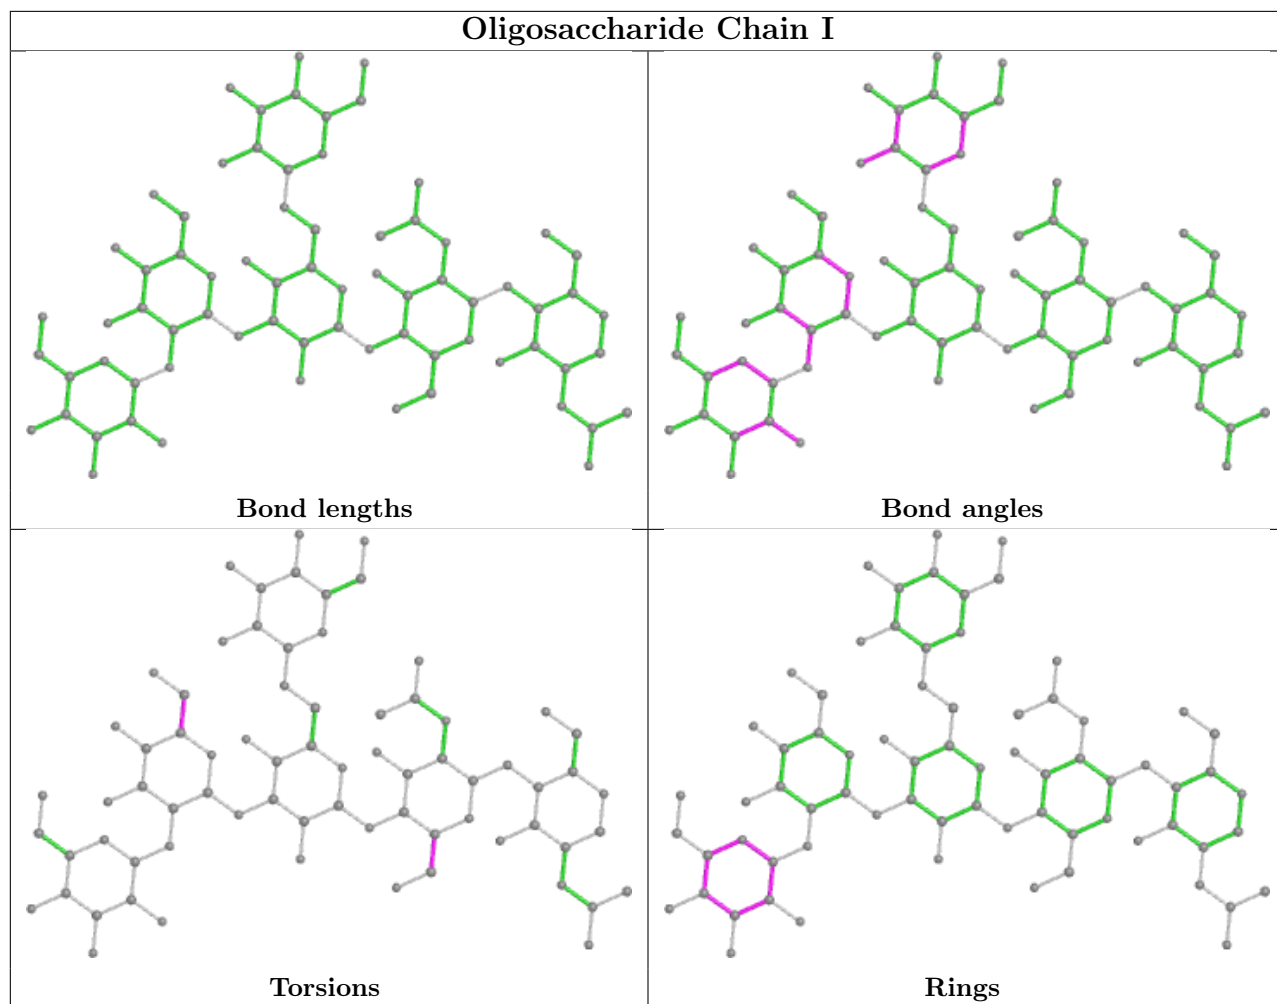 Oligosaccharide Chain I
Bond lengths
Bond angles
Torsions
Rings